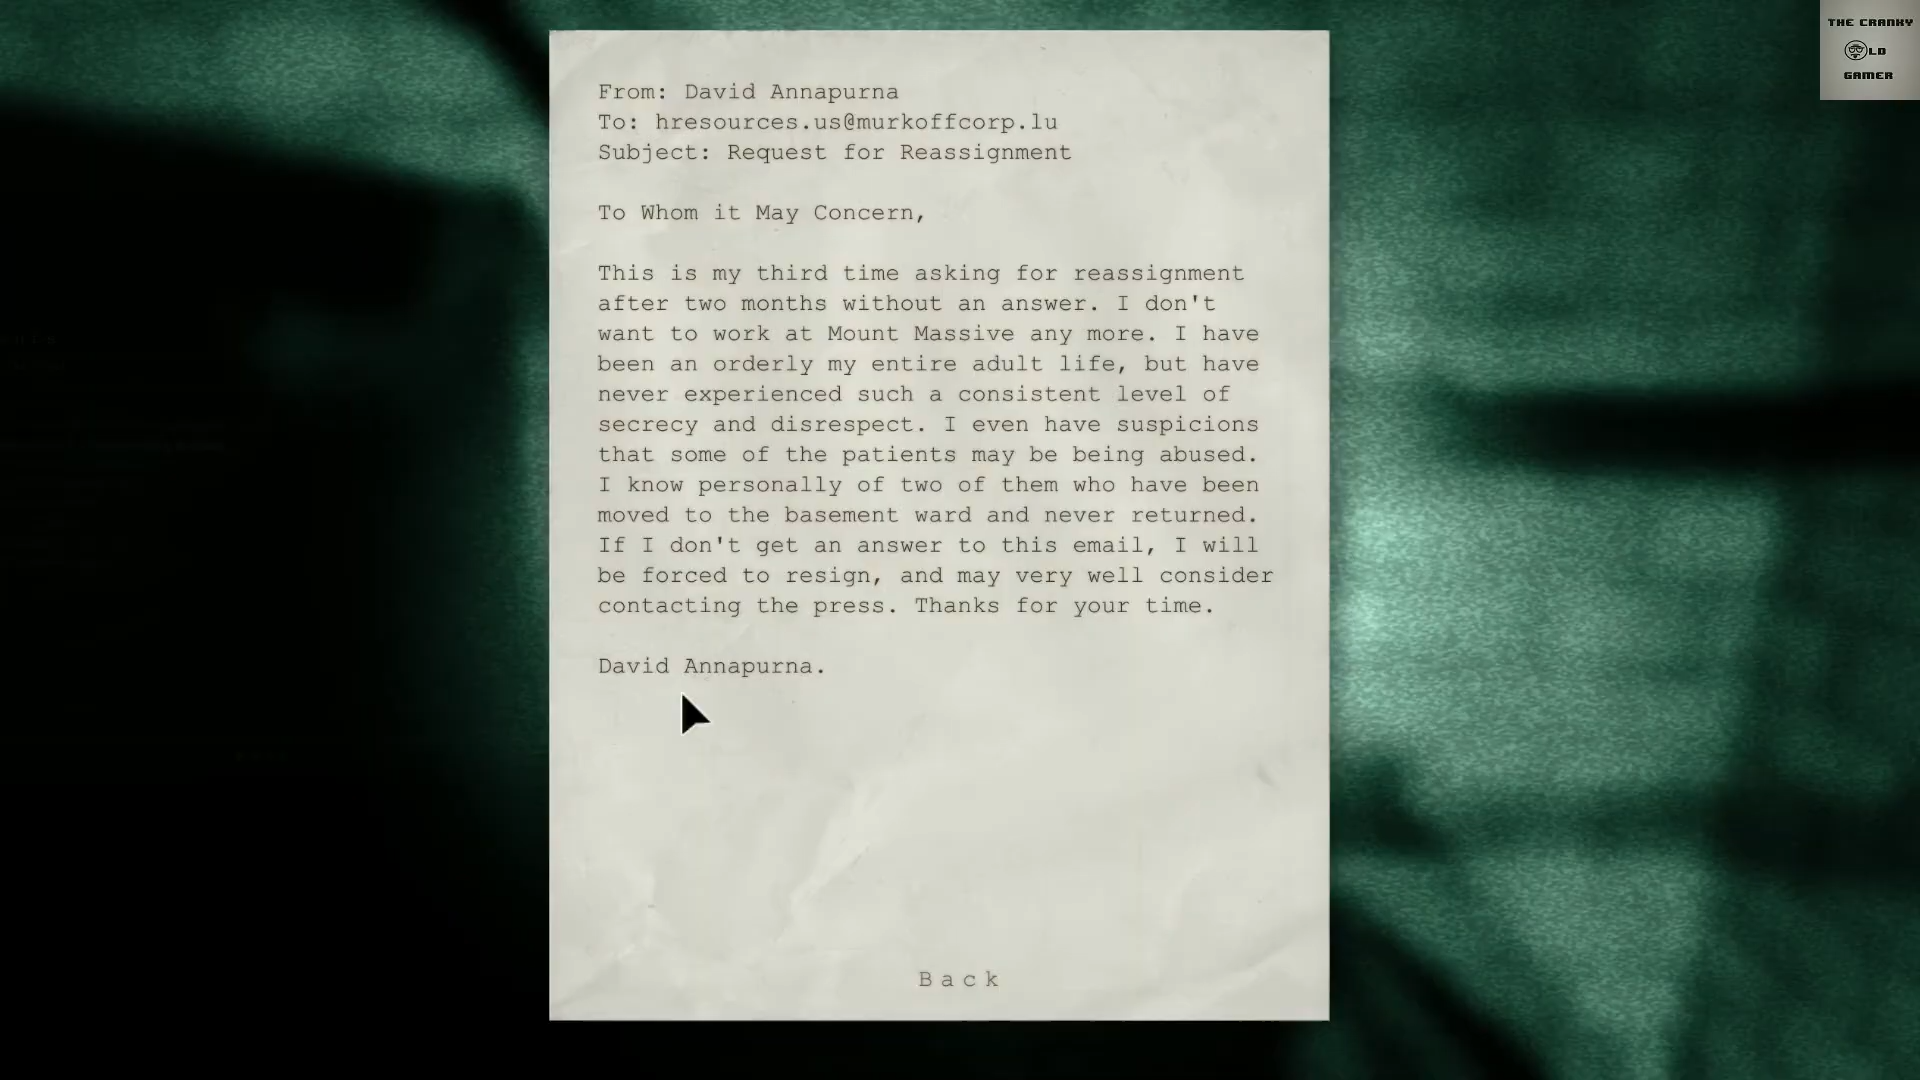 THE CRANKY
OLD
GAMER
From: David Annapurna
To: hresources.us@murkoffcorp.lu
Subject: Request for Reassignment
To Whom it May Concern,
This is my third time asking for reassignment
after two months without an answer. I don't
want to work at Mount Massive any more. I have
been an orderly my entire adult life, but have
never experienced such a consistent level of
secrecy and disrespect. I even have suspicions
that some of the patients may be being abused.
I know personally of two of them who have been
moved to the basement ward and never returned.
If I don't get an answer to this email, I will
be forced to resign, and may very well consider
contacting the press. Thanks for your time.
David Annapurna.
Back